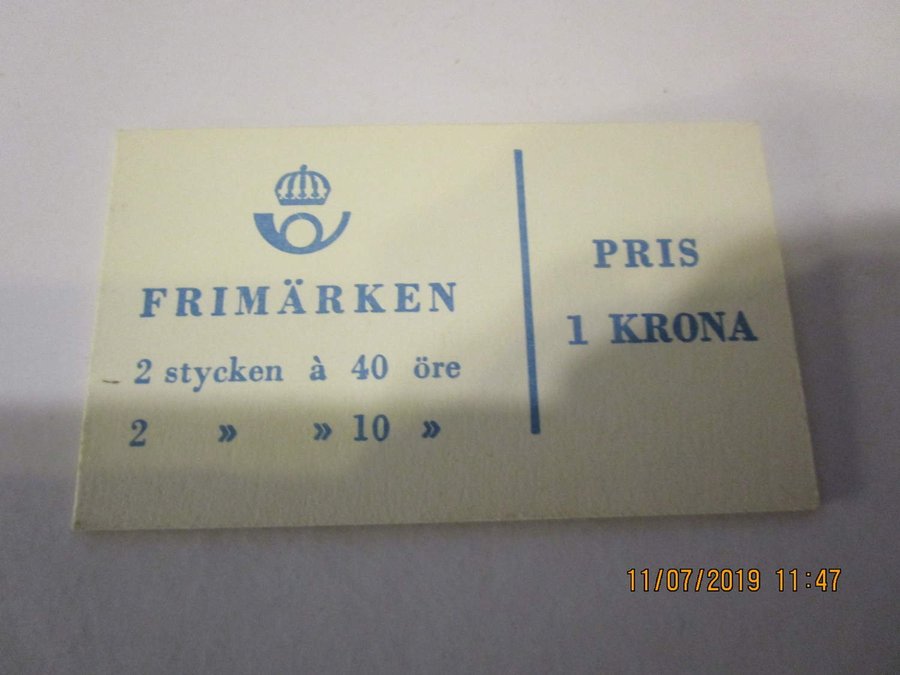 FRIMÄRKEN
2 stycken à 40 öre
2 » » 10 »
PRIS
1 KRONA
11/07/2019 11:47